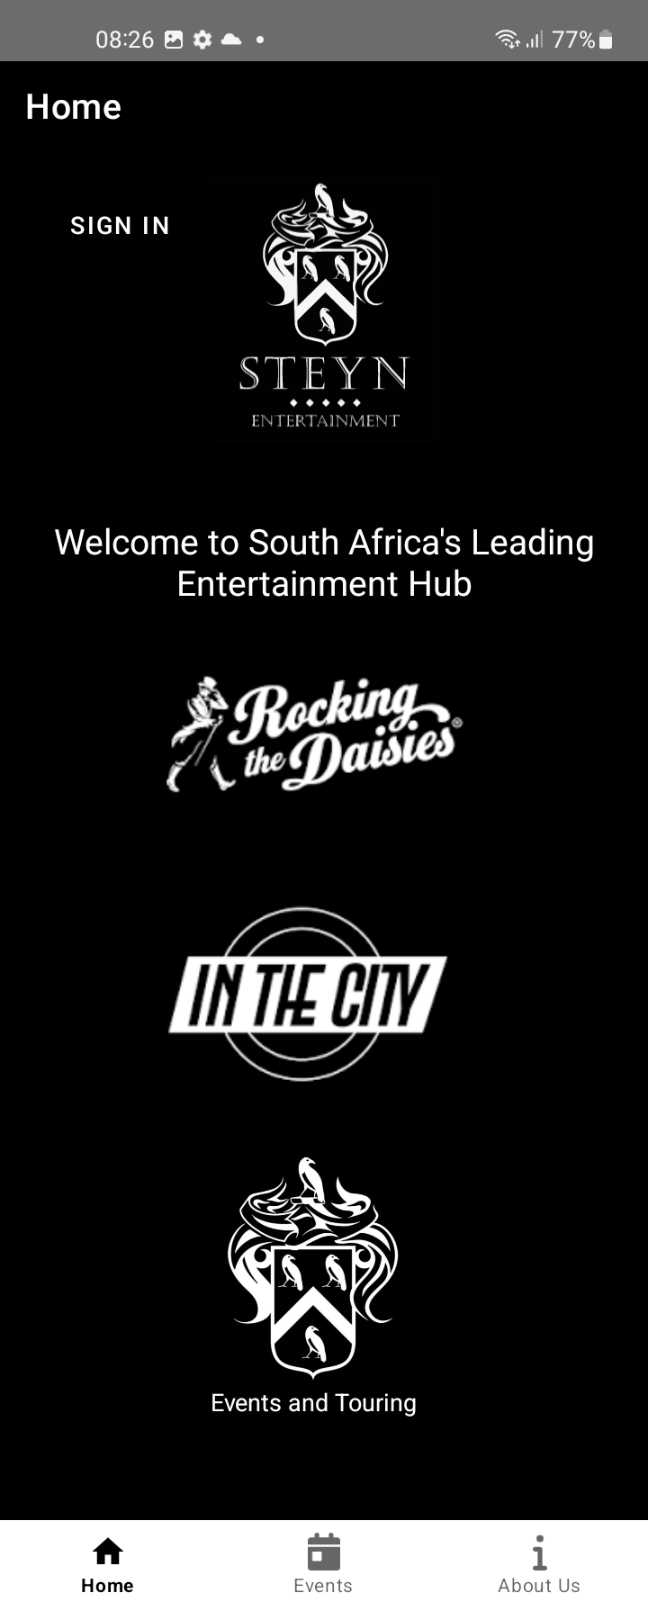 08:26
77%
Home
SIGN IN
STEYN
ENTERTAINMENT
Welcome to South Africa's Leading
Entertainment Hub
Rocking
the Daisies®
IN THE CITY
Events and Touring
Home
Events
About Us